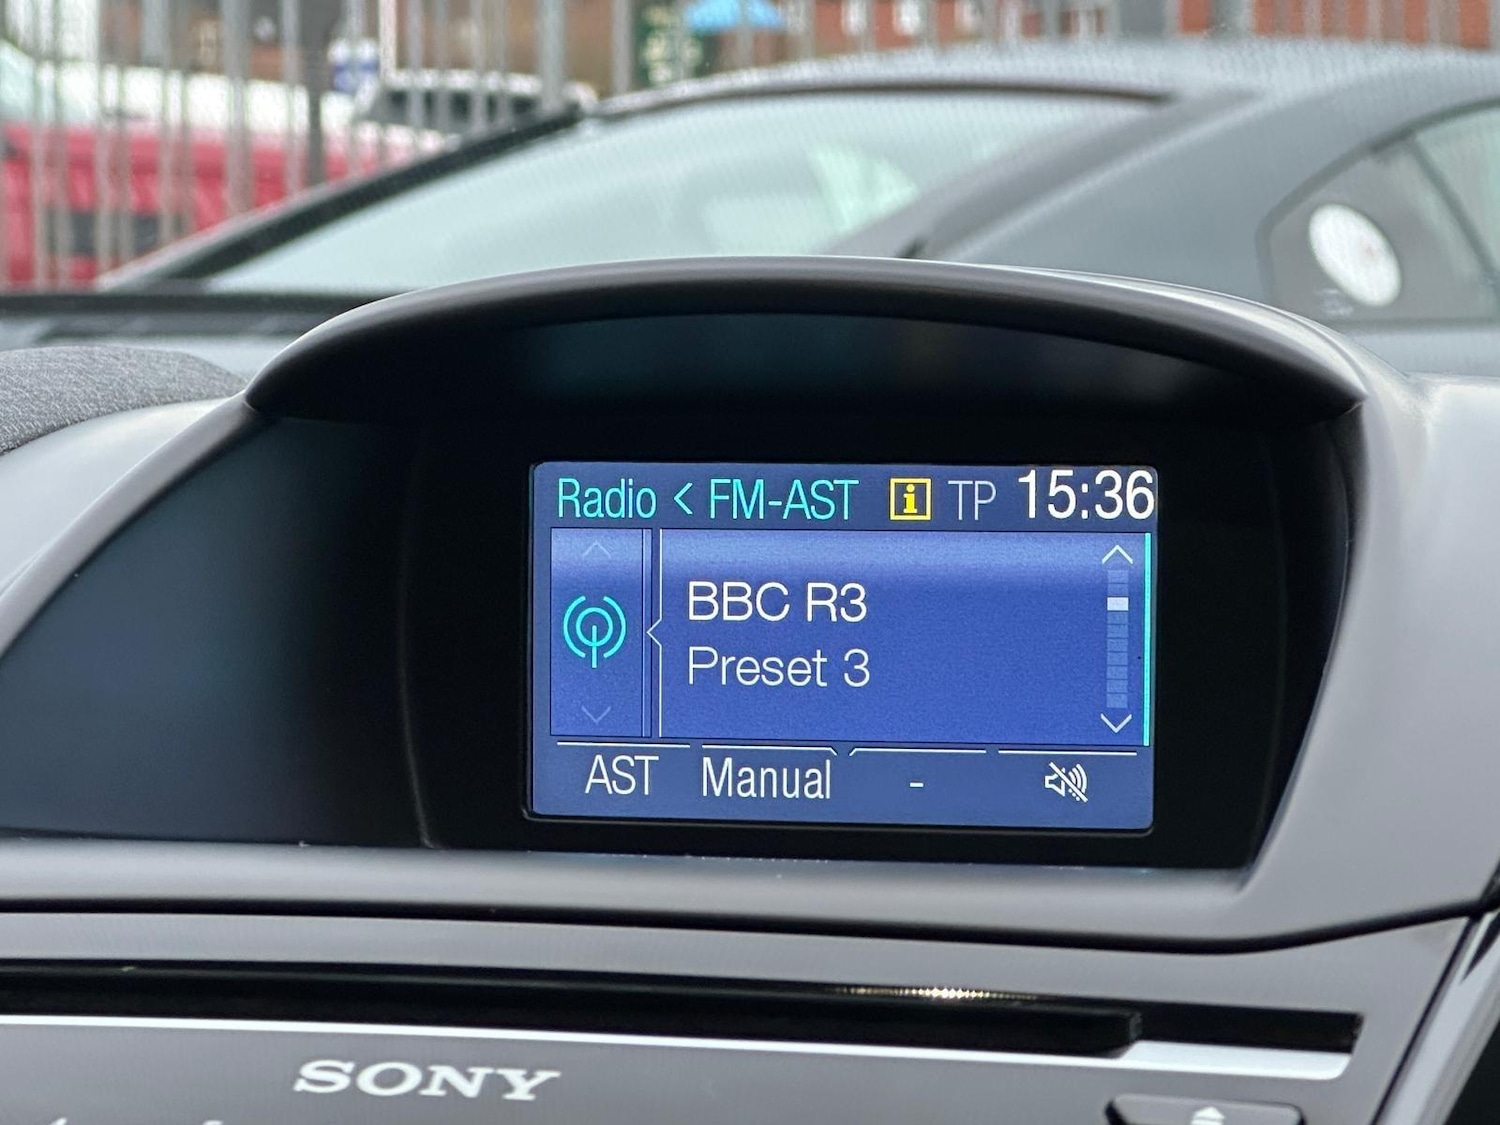 Radio < FM-AST i TP 15:36
BBC R3
Preset 3
AST Manual -
SONY